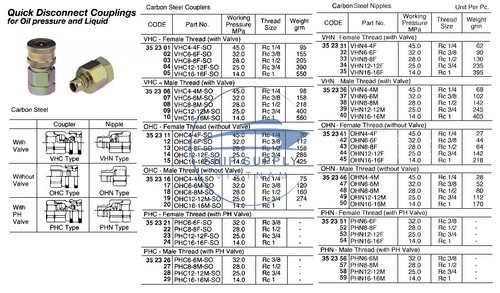 Quick Disconnect Couplings
for Oil pressure and Liquid
Carbon Steel
Coupler Nipple
With Valve
VHC Type VHN Type
Without Valve
OHC Type OHN Type
With PH Valve
PHC Type PHN Type
Carbon Steel Couplers
CODE Part No. Working Pressure MPa Thread Size Weight grm
VHC - Female Thread (with Valve)
35 23 01 VHC4-4F-SO 45.0 Rc 1/4 95
02 VHC6-6F-SO 32.0 Rc 3/8 155
03 VHC8-8F-SO 28.0 Rc 1/2 205
04 VHC12-12F-SO 25.0 Rc 3/4 390
05 VHC16-16F-SO 14.0 Rc 1 550
VHC – Male Thread (with Valve)
35 23 06 VHC4-4M-SO 45.0 Rc 1/4 98
07 VHC6-6M-SO 32.0 Rc 3/8 158
08 VHC8-8M-SO 28.0 Rc 1/2 218
09 VHC12-12M-SO 25.0 Rc 3/4 400
10 VHC16-16M-SO 14.0 Rc 1 560
OHC - Female Thread (without Valve)
35 23 11 OHC4-4F-SO 45.0 Rc 1/4 70
12 OHC6-6F-SO 32.0 Rc 3/8 112
13 OHC8-8F-SO 28.0 Rc 1/2 158
14 OHC12-12F-SO 25.0 Rc 3/4 286
15 OHC16-16F-SO 14.0 Rc 1 425
OHC - Male Thread (without Valve)
35 23 16 OHC4-4M-SO 45.0 Rc 1/4 75
17 OHC6-6M-SO 32.0 Rc 3/8
18 OHC8-8M-SO 28.0 Rc 1/2
19 OHC12-12M-SO 25.0 Rc 3/4 274
20 OHC16-16M-SO 14.0 Rc 1
PHC - Female Thread (with PH Valve)
35 23 21 PHC6-6F-SO 32.0 Rc 3/8
22 PHC8-8F-SO 28.0 Rc 1/2
23 PHC12-12F-SO 25.0 Rc 3/4
24 PHC16-16F-SO 14.0 Rc 1
PHC - Male Thread (with PH Valve)
35 23 26 PHC6-6M-SO 32.0 Rc 3/8
27 PHC8-8M-SO 28.0 Rc 1/2
28 PHC12-12M-SO 25.0 Rc 3/4
29 PHC16-16M-SO 14.0 Rc 1
Carbon Steel Nipples Unit Per Pc.
CODE Part No. Working Pressure MPa Thread Size Weight grm
VHN - Female Thread (with Valve)
35 23 31 VHN4-4F 45.0 Rc 1/4 62
32 VHN6-6F 32.0 Rc 3/8 90
33 VHN8-8F 28.0 Rc 1/2 130
34 VHN12-12F 25.0 Rc 3/4 235
35 VHN16-16F 14.0 Rc 1 395
VHN - Male Thread (with Valve)
35 23 36 VHN4-4M 45.0 Rc 1/4 68
37 VHN6-6M 32.0 Rc 3/8 90
38 VHN8-8M 28.0 Rc 1/2 142
39 VHN12-12M 25.0 Rc 3/4 245
40 VHN16-16M 14.0 Rc 1 405
OHN - Female Thread (without Valve)
35 23 41 OHN4-4F 45.0 Rc 1/4 27
42 OHN6-6F 32.0 Rc 3/8 44
43 OHN8-8F 28.0 Rc 1/2 68
44 OHN12-12F 25.0 Rc 3/4 142
45 OHN16-16F 14.0 Rc 1 218
OHN - Male Thread (without Valve)
35 23 46 OHN4-4M 45.0 Rc 1/4 28
47 OHN6-6M 32.0 Rc 3/8 52
48 OHN8-8M 28.0 Rc 1/2
49 OHN12-12M 25.0 Rc 3/4 112
50 OHN16-16M 14.0 Rc 1 170
PHN - Female Thread (with PH Valve)
35 23 51 PHN6-6F 32.0 Rc 3/8
52 PHN8-8F 28.0 Rc 1/2
53 PHN12-12F 25.0 Rc 3/4
54 PHN16-16F 14.0 Rc 1
PHN - Male Thread (with PH Valve)
35 23 56 PHN6-6M 32.0 Rc 3/8
57 PHN8-8M 28.0 Rc 1/2
58 PHN12-12M 25.0 Rc 3/4
59 PHN16-16M 14.0 Rc 1